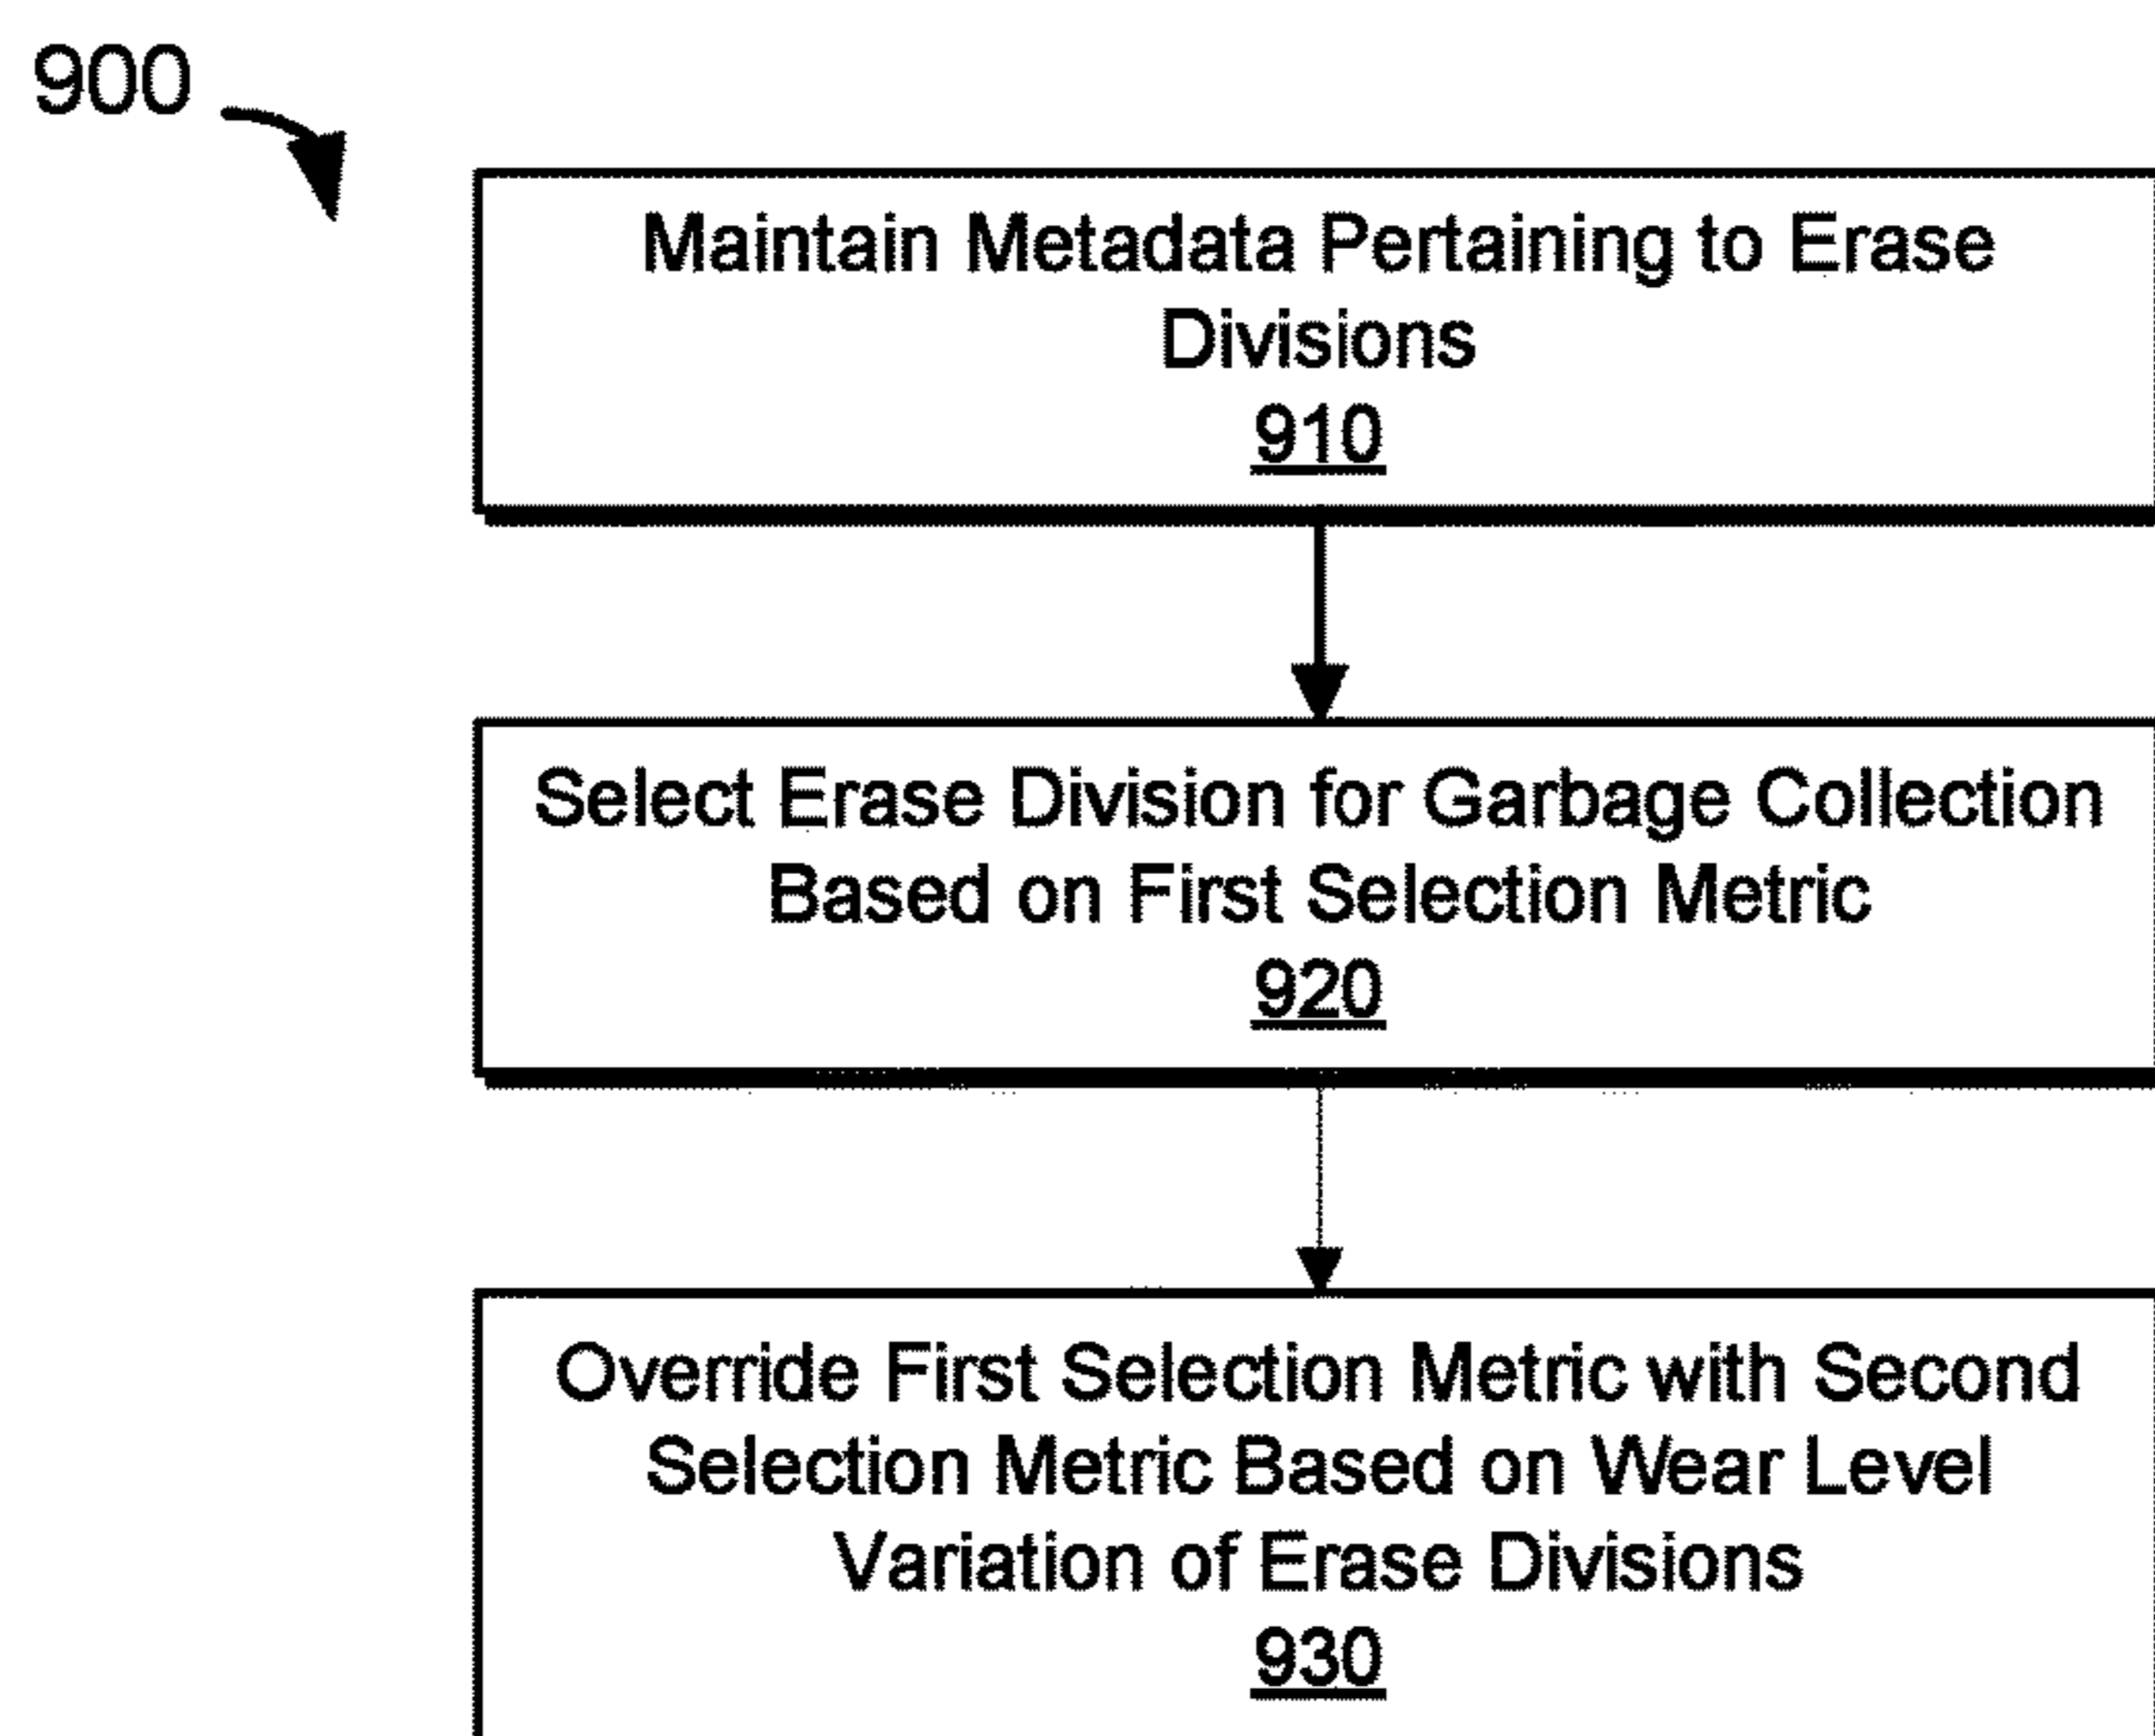 900
Maintain Metadata Pertaining to Erase
Divisions
910
Select Erase Division for Garbage Collection
Based on First Selection Metric
920
Override First Selection Metric with Second
Selection Metric Based on Wear Level
Variation of Erase Divisions
930